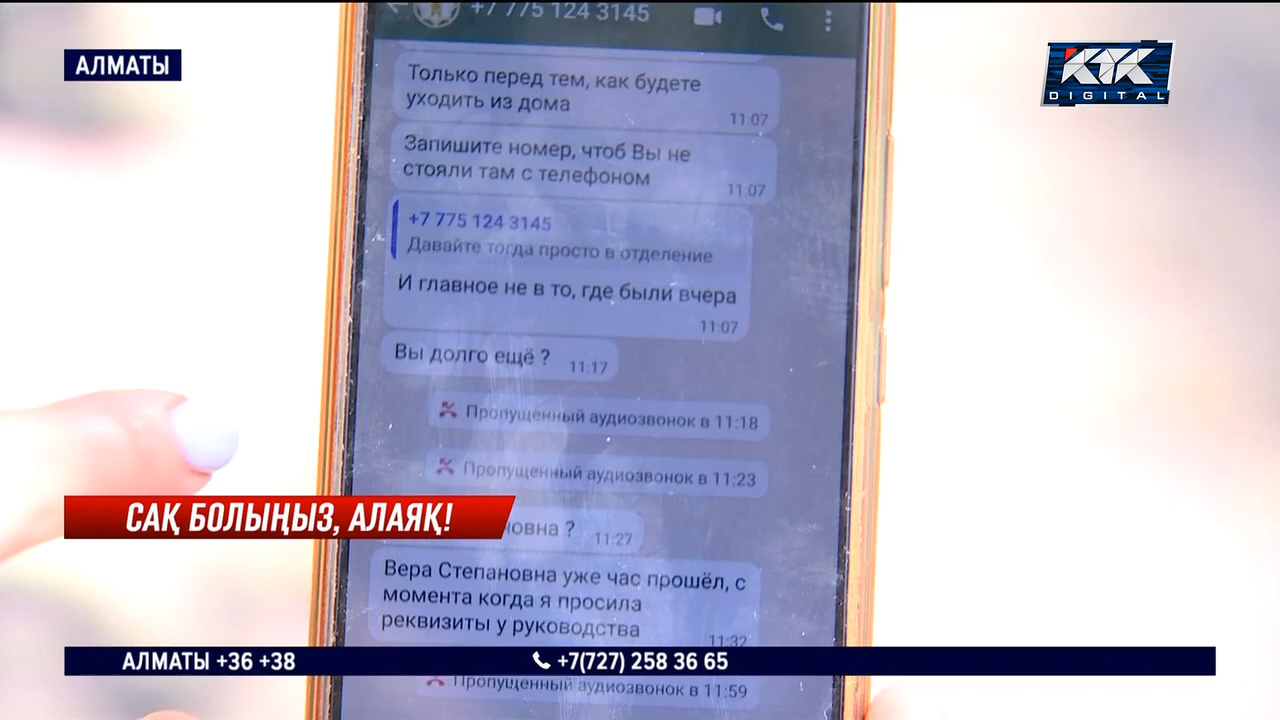 +7 775 124 3145
АЛМАТЫ
КТК
DIGITAL
Только перед тем, как будете
уходить из дома
11:07
Запишите номер, чтоб Вы не
стояли там с телефоном
11:07
+7 775 124 3145
Давайте тогда просто в отделение
И главное не в то, где были вчера
11:07
Вы долго ещё ?
11:17
Пропущенный аудиозвонок в 11:18
Пропущенный аудиозвонок в 11:23
САҚ БОЛЫҢЫЗ, АЛАЯҚ!
?
11:27
Вера Степановна уже час прошёл, с
момента когда я просила
реквизиты у руководства
11:32
АЛМАТЫ +36 +38
+7(727) 258 36 65
Пропущенный аудиозвонок в 11:59